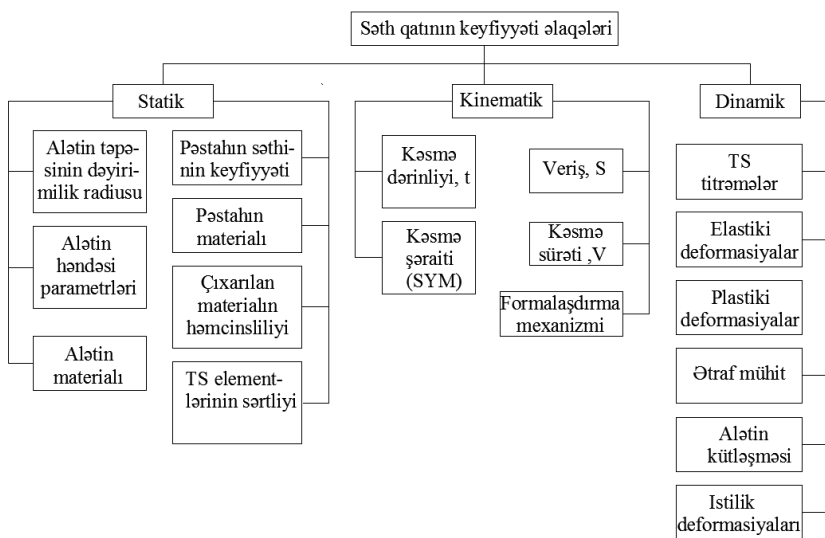 Səth qatının keyfiyyəti əlaqələri
Statik
Kinematik
Dinamik
Alətin təpə-
sinin dəyiri-
milik radiusu
Alətin
həndəsi
parametrləri
Alətin
materialı
Pəstahın səthi-
nin keyfiyyəti
Pəstahın
materialı
Çıxarılan
materialın
həmcinsliliyi
TS element-
lərinin sərtliyi
Kəsmə
dərinliyi, t
Kəsmə
şəraiti
(SYM)
Veriş, S
Kəsmə
sürəti ,V
Formalaşdırma
mexanizmi
TS
titrəmələr
Elastiki
deformasiyalar
Plastiki
deformasiyalar
Ətraf mühit
Alətin
kütləşməsi
Istilik
deformasiyaları